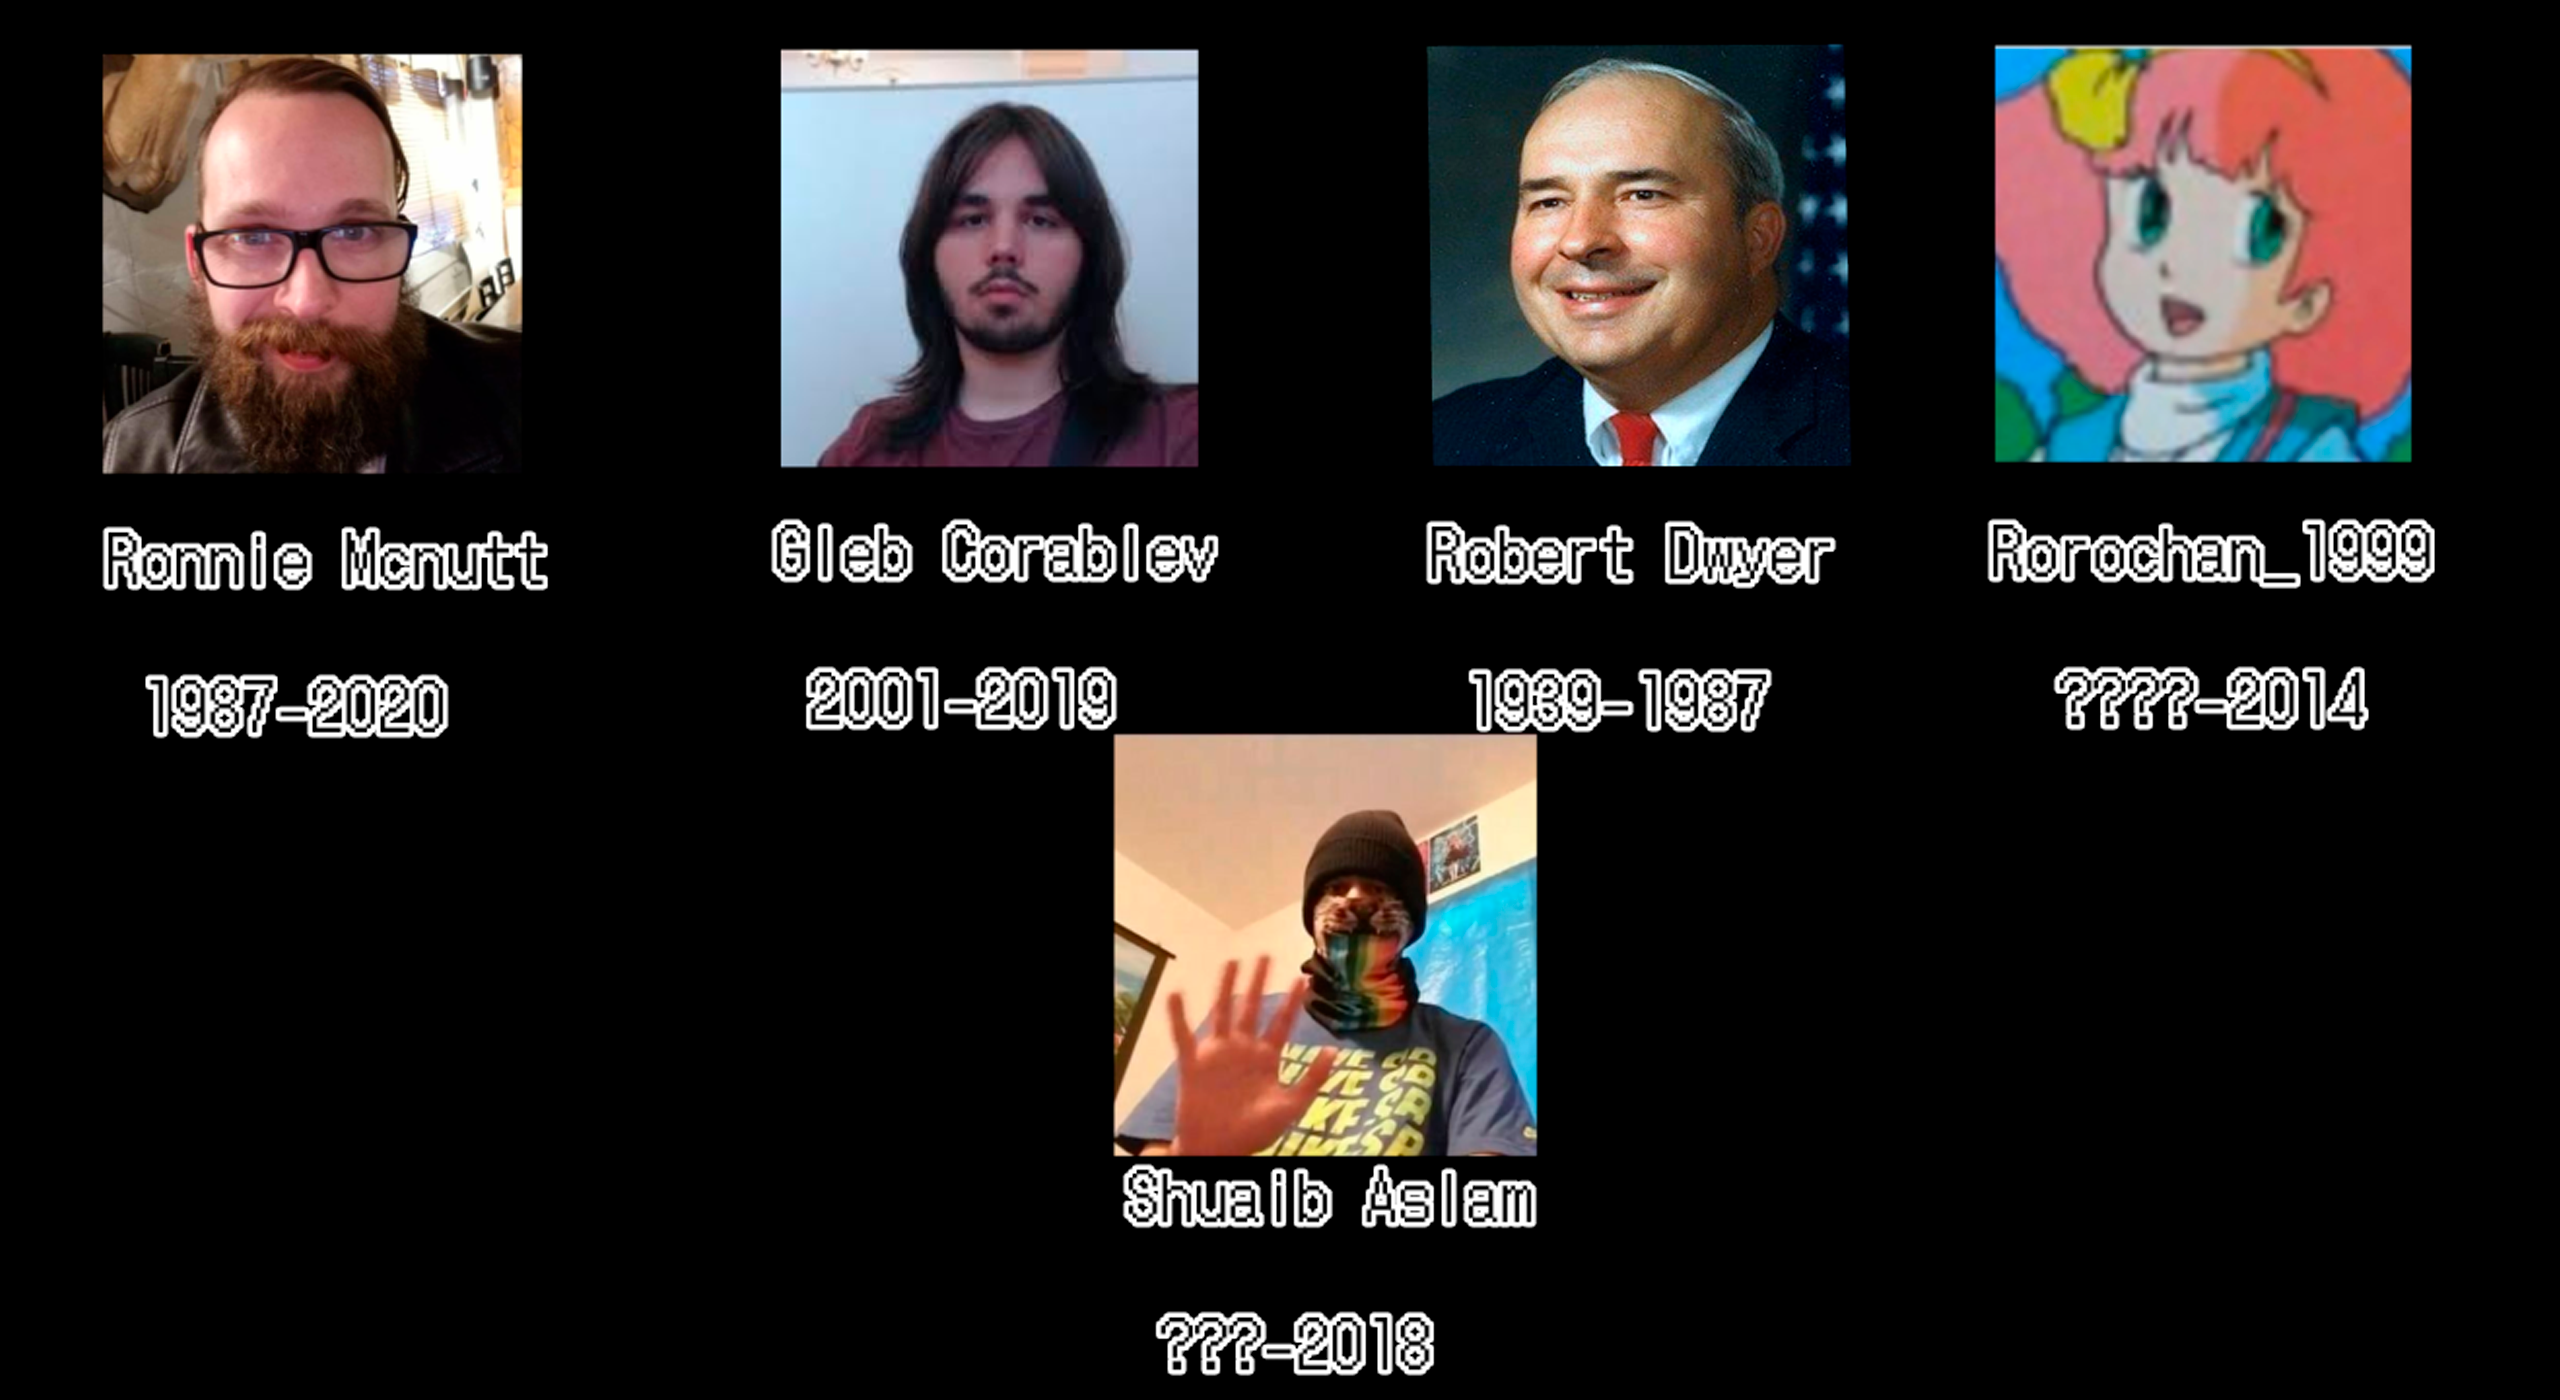 Ronnie Mcnutt
Gleb Corablev
Robert Dwyer
Rorochan_1999
1987-2020
2001-2019
1939-1987
????-2014
Shuaib Aslam
???-2018